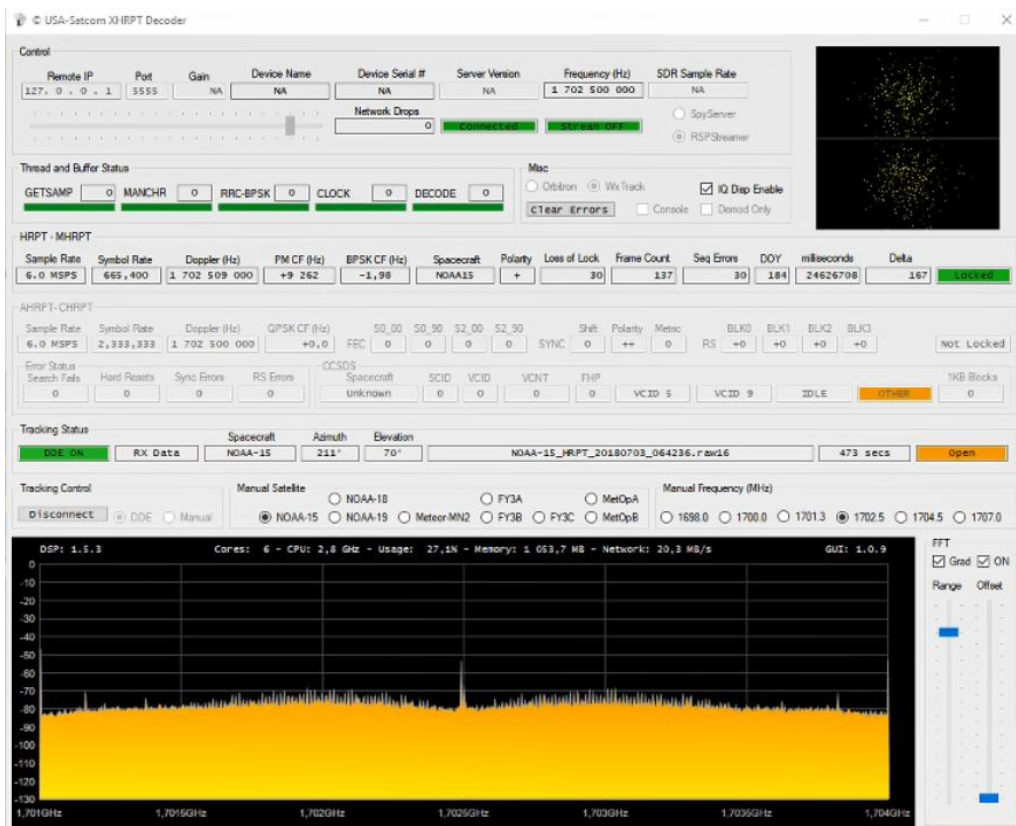 © USA-Satcom XHRPT Decoder
Control
Remote IP Port Gain Device Name Device Serial # Server Version Frequency (Hz) SDR Sample Rate
127. 0 . 0 . 1 5555 NA NA NA NA 1 702 500 000 NA
Network Drops SpyServer
0 Connected Stream OFF RSPStreamer
Thread and Buffer Status Misc
GETSAMP 0 MANCHR 0 RRC-BPSK 0 CLOCK 0 DECODE 0
Orbitron WxTrack IQ Disp Enable
Clear Errors Console Demod Only
HRPT - MHRPT
Sample Rate Symbol Rate Doppler (Hz) PM CF (Hz) BPSK CF (Hz) Spacecraft Polarity Loss of Lock Frame Count Seq Errors DOY miliseconds Delta
6.0 MSPS 665,400 1 702 509 000 +9 262 -1,98 NOAA15 + 30 137 30 184 24626708 167 Locked
AHRPT-CHRPT
Sample Rate Symbol Rate Doppler (Hz) QPSK CF (Hz) S0_00 S0_90 S2_00 S2_90 Shift Polarity Metric BLK0 BLK1 BLK2 BLK3
6.0 MSPS 2,333,333 1 702 500 000 +0,0 FEC 0 0 0 0 SYNC 0 ++ 0 RS +0 +0 +0 +0 Not Locked
Error Status CCSDS
Search Fails Hard Resets Sync Errors RS Errors Spacecraft SCID VCID VCNT FHP 1KB Blocks
0 0 0 0 Unknown 0 0 0 0 VCID 5 VCID 9 IDLE OTHER 0
Tracking Status
Spacecraft Azimuth Elevation
DDE ON RX Data NOAA-15 211° 70° NOAA-15_HRPT_20180703_064236.raw16 473 secs Open
Tracking Control Manual Satellite Manual Frequency (MHz)
NOAA-18 FY3A MetOpA
Disconnect DDE Manual NOAA-15 NOAA-19 Meteor-MN2 FY3B FY3C MetOpB 1698.0 1700.0 1701.3 1702.5 1704.5 1707.0
DSP: 1.5.3 Cores: 6 - CPU: 2,8 GHz - Usage: 27,1% - Memory: 1 053,7 MB - Network: 20,3 MB/s GUI: 1.0.9
FFT
Grad ON
Range Offset
0
-10
-20
-30
-40
-50
-60
-70
-80
-90
-100
-110
-120
-130
1,701GHz 1,7015GHz 1,702GHz 1,7025GHz 1,703GHz 1,7035GHz 1,704GHz